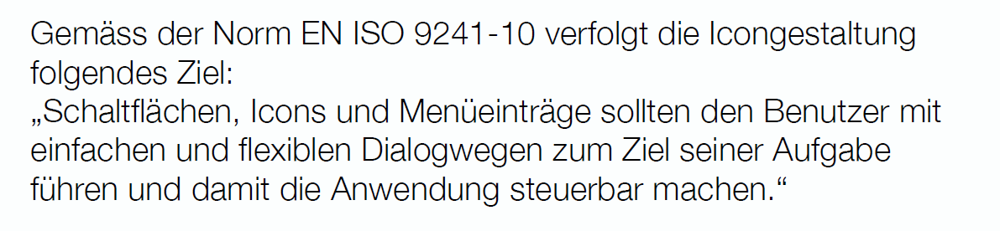 Gemäss der Norm EN ISO 9241-10 verfolgt die Icongestaltung
folgendes Ziel:
„Schaltflächen, Icons und Menüeinträge sollten den Benutzer mit
einfachen und flexiblen Dialogwegen zum Ziel seiner Aufgabe
führen und damit die Anwendung steuerbar machen.“